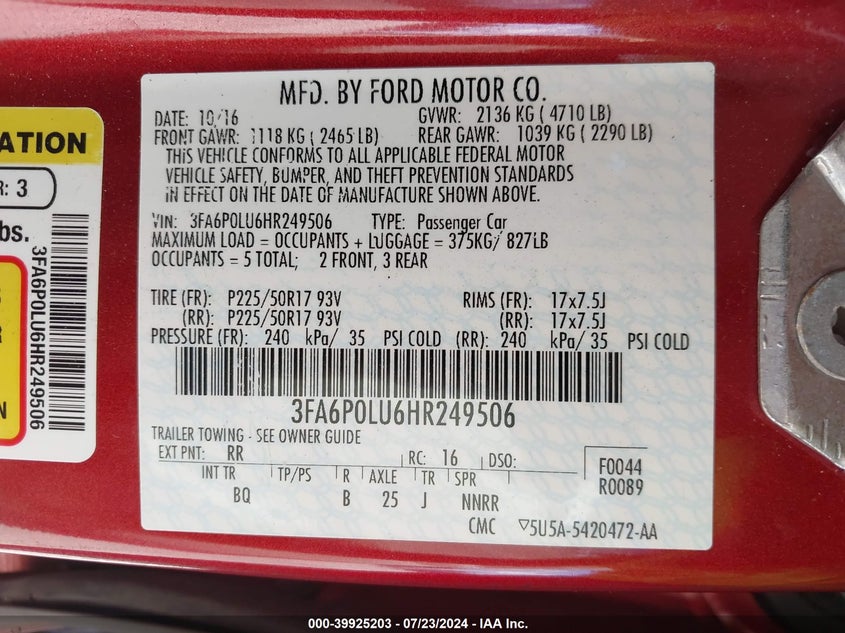 MFD. BY FORD MOTOR CO.
DATE: 10/16 GVWR: 2136 KG ( 4710 LB)
FRONT GAWR: 1118 KG ( 2465 LB) REAR GAWR: 1039 KG ( 2290 LB)
THIS VEHICLE CONFORMS TO ALL APPLICABLE FEDERAL MOTOR
VEHICLE SAFETY, BUMPER, AND THEFT PREVENTION STANDARDS
IN EFFECT ON THE DATE OF MANUFACTURE SHOWN ABOVE.
VIN: 3FA6P0LU6HR249506 TYPE: Passenger Car
MAXIMUM LOAD = OCCUPANTS + LUGGAGE = 375KG/ 827LB
OCCUPANTS = 5 TOTAL; 2 FRONT, 3 REAR
TIRE (FR): P225/50R17 93V RIMS (FR): 17x7.5J
(RR): P225/50R17 93V (RR): 17x7.5J
PRESSURE (FR): 240 kPa/ 35 PSI COLD (RR): 240 kPa/ 35 PSI COLD
3FA6P0LU6HR249506
TRAILER TOWING - SEE OWNER GUIDE
EXT PNT: RR RC: 16 DSO: F0044
INT TR TP/PS R AXLE TR SPR R0089
BQ B 25 J NNRR
CMC ▽5U5A-5420472-AA
ATION
R: 3
bs.
3FA6P0LU6HR249506
S
R
N
000-39925203 - 07/23/2024 - IAA Inc.